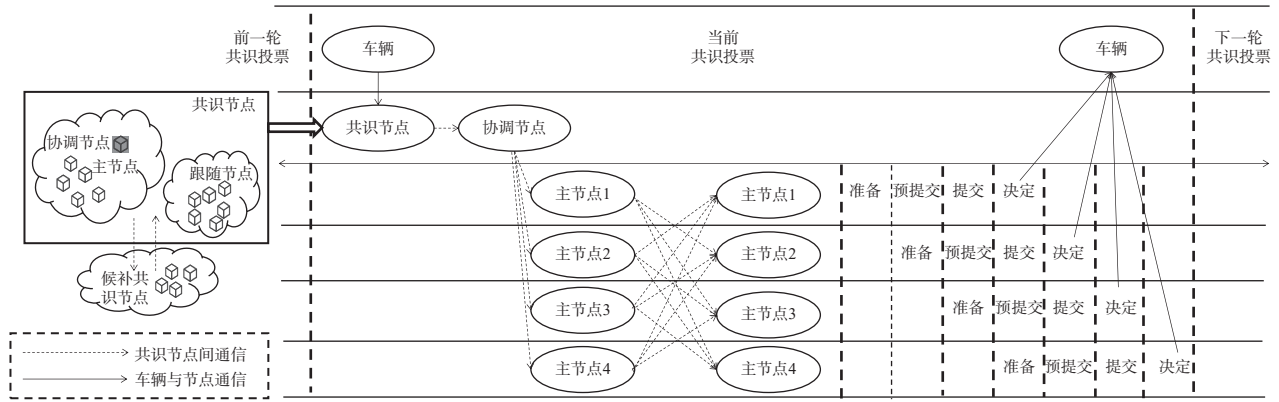 前一轮
共识投票
车辆
当前
共识投票
车辆
下一轮
共识投票
共识节点
协调节点
主节点
跟随节点
候补共
识节点
共识节点
协调节点
主节点1
主节点1
准备
预提交
提交
决定
主节点2
主节点2
准备
预提交
提交
决定
主节点3
主节点3
准备
预提交
提交
决定
主节点4
主节点4
准备
预提交
提交
决定
共识节点间通信
车辆与节点通信